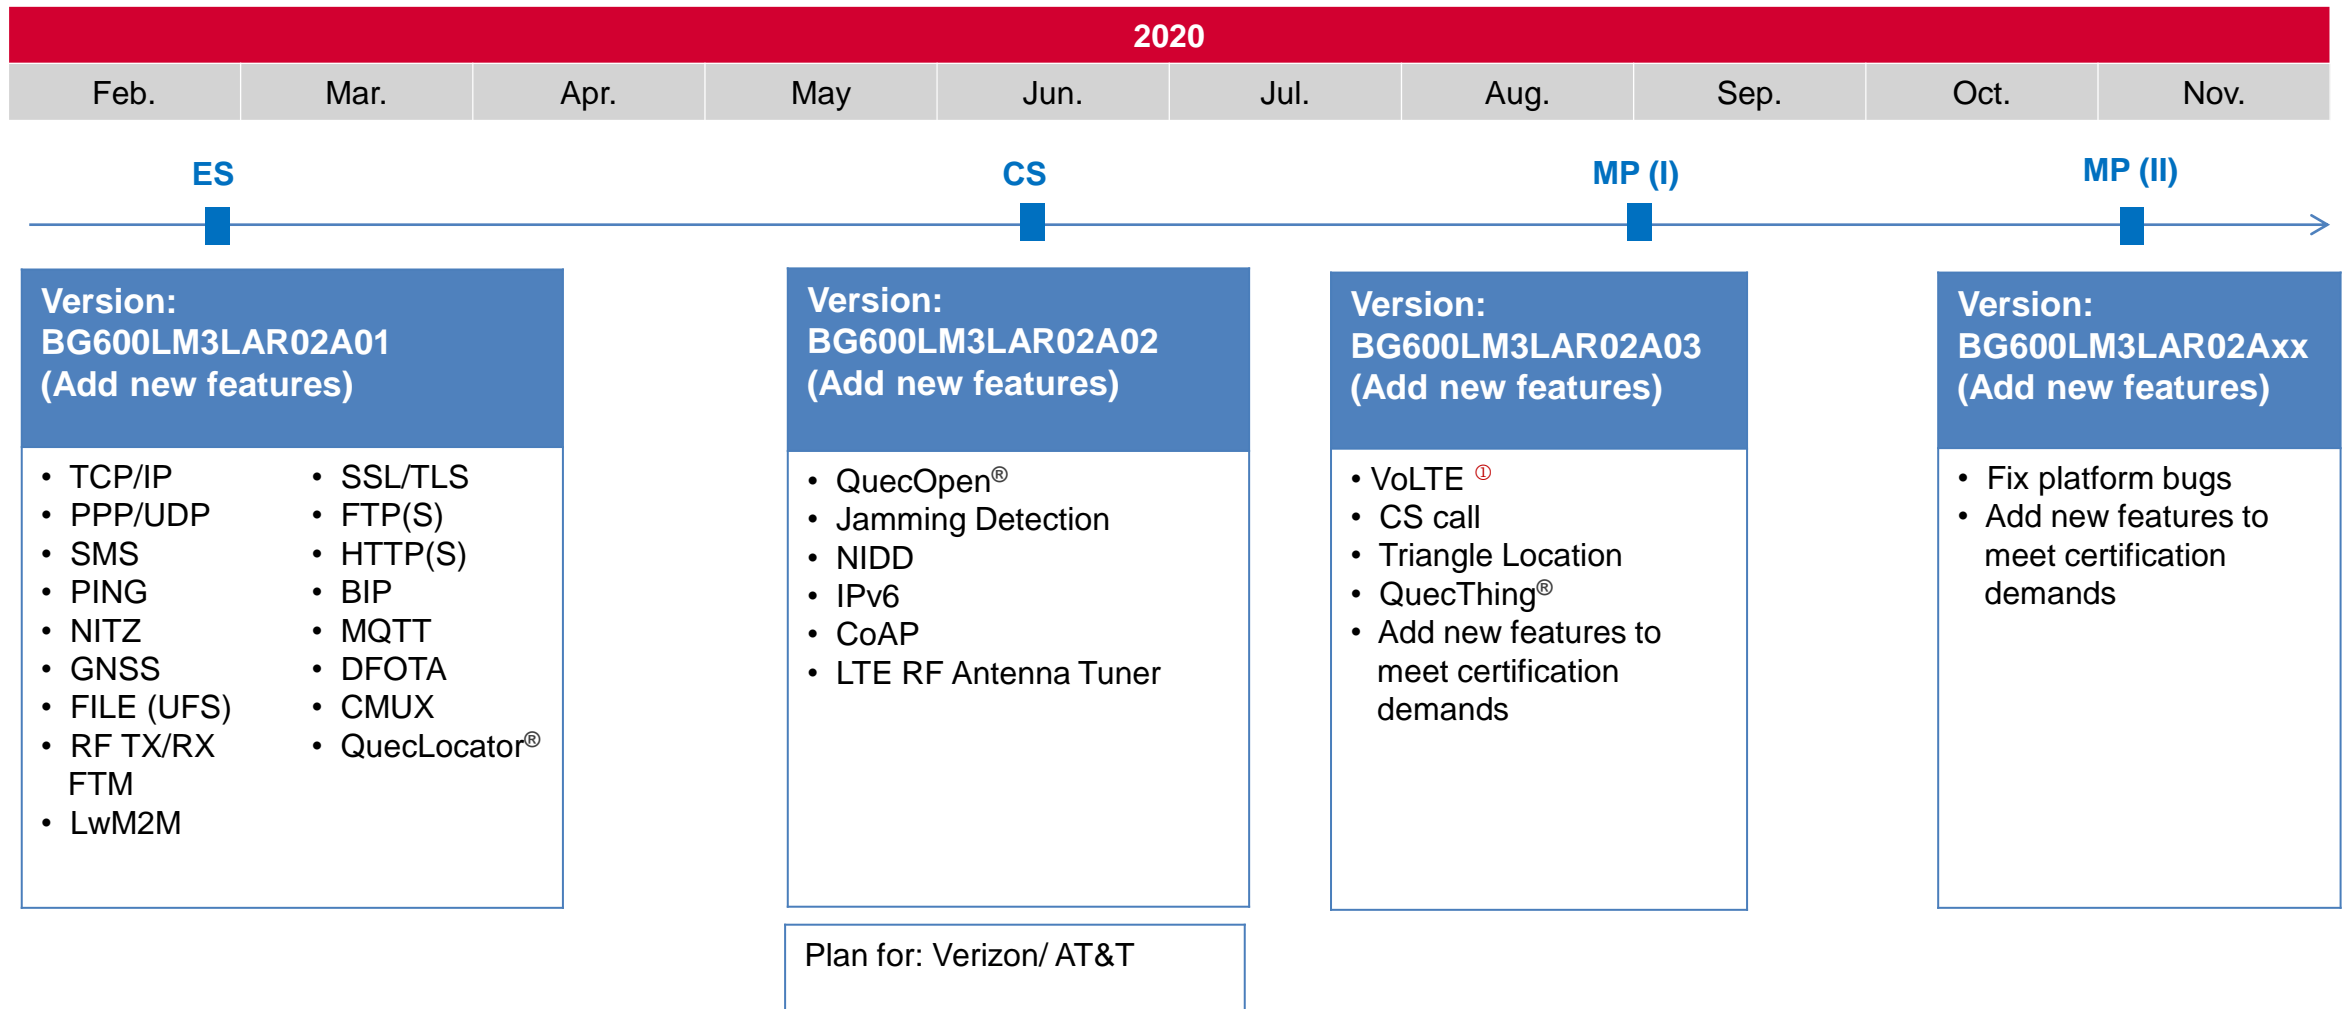 2020
Feb. Mar. Apr. May Jun. Jul. Aug. Sep. Oct. Nov.
ES CS MP (I) MP (II)
Version:
BG600LM3LAR02A01
(Add new features)
• TCP/IP
• PPP/UDP
• SMS
• PING
• NITZ
• GNSS
• FILE (UFS)
• RF TX/RX
FTM
• LwM2M
• SSL/TLS
• FTP(S)
• HTTP(S)
• BIP
• MQTT
• DFOTA
• CMUX
• QuecLocator®
Version:
BG600LM3LAR02A02
(Add new features)
• QuecOpen®
• Jamming Detection
• NIDD
• IPv6
• CoAP
• LTE RF Antenna Tuner
Plan for: Verizon/ AT&T
Version:
BG600LM3LAR02A03
(Add new features)
• VoLTE ①
• CS call
• Triangle Location
• QuecThing®
• Add new features to
meet certification
demands
Version:
BG600LM3LAR02Axx
(Add new features)
• Fix platform bugs
• Add new features to
meet certification
demands